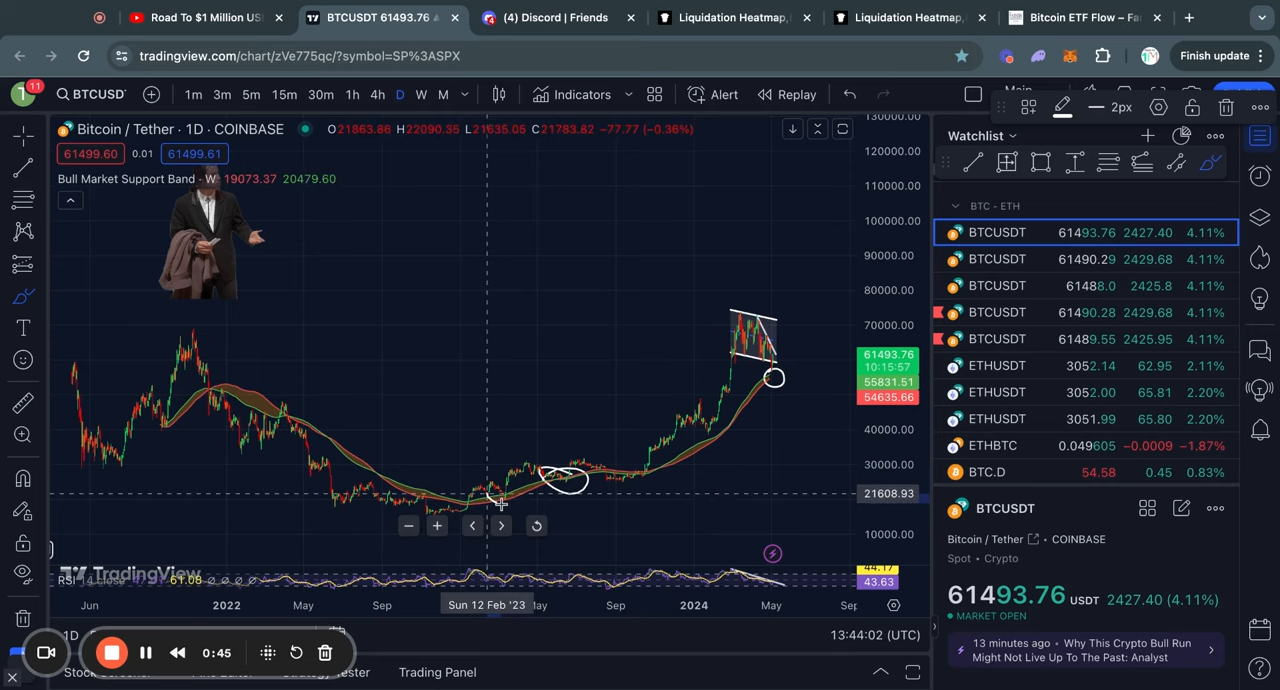 Road To $1 Million US
BTCUSDT 61493.76
(4) Discord | Friends
Liquidation Heatmap,
Liquidation Heatmap,
Bitcoin ETF Flow – Far
tradingview.com/chart/zVe775qc/?symbol=SP%3ASPX
Finish update
11
BTCUSDT
1m 3m 5m 15m 30m 1h 4h D W M
Indicators
Alert
Replay
Main
2px
Bitcoin / Tether · 1D · COINBASE
O21863.86 H22090.35 L21635.05 C21783.82 −77.77 (−0.36%)
61499.60 0.01 61499.61
Bull Market Support Band · W: 19073.37 20479.60
130000.00
120000.00
110000.00
100000.00
90000.00
80000.00
70000.00
61493.76
10:15:57
55831.51
54635.66
40000.00
30000.00
21608.93
10000.00
44.17
43.63
TradingView
RSI 14 close
61.08
Jun
2022
May
Sep
Sun 12 Feb '23
May
Sep
2024
May
Sep
1D
13:44:02 (UTC)
0:45
Stock Screener
Pine Editor
Strategy Tester
Trading Panel
Watchlist
BTC - ETH
BTCUSDT 61493.76 2427.40 4.11%
BTCUSDT 61490.29 2429.68 4.11%
BTCUSDT 61488.0 2425.8 4.11%
BTCUSDT 61490.28 2429.68 4.11%
BTCUSDT 61489.55 2425.95 4.11%
ETHUSDT 3052.14 62.95 2.11%
ETHUSDT 3052.00 65.81 2.20%
ETHUSDT 3051.99 65.80 2.20%
ETHBTC 0.049605 −0.0009 −1.87%
BTC.D 54.58 0.45 0.83%
BTCUSDT
Bitcoin / Tether • COINBASE
Spot • Crypto
61493.76 USDT 2427.40 (4.11%)
MARKET OPEN
13 minutes ago • Why This Crypto Bull Run
Might Not Live Up To The Past: Analyst